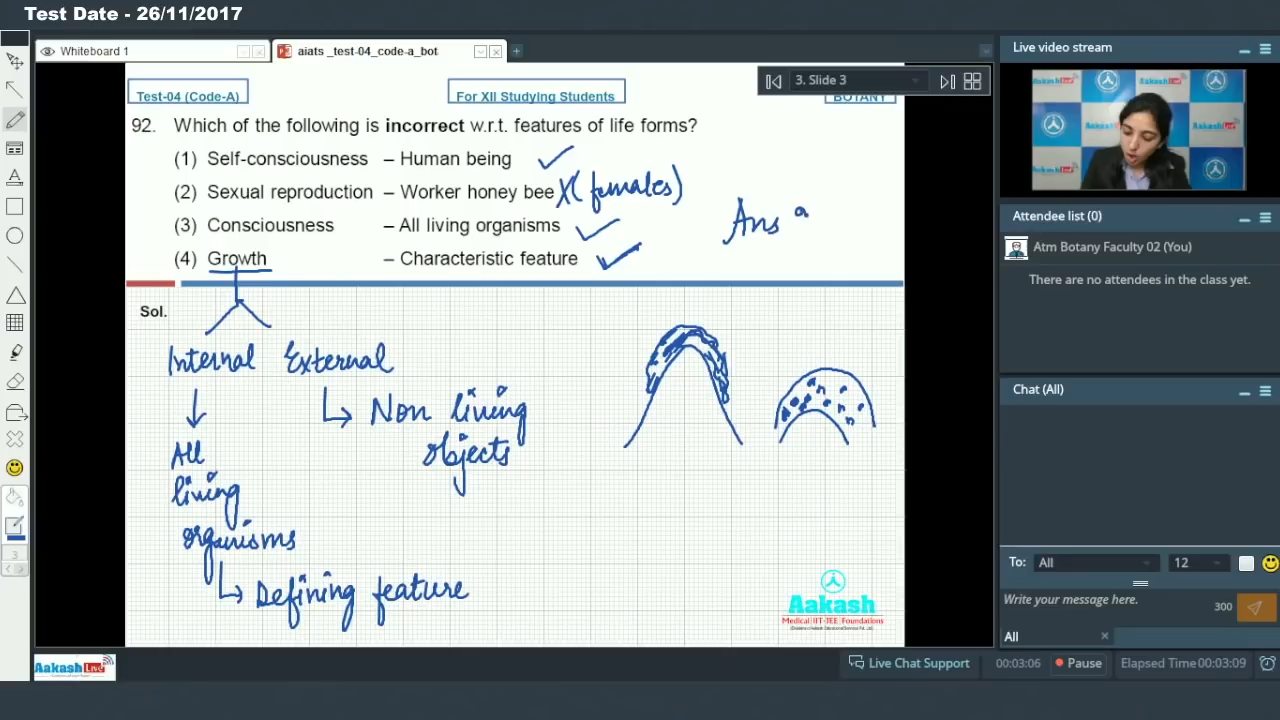 Test Date - 26/11/2017
Whiteboard 1
aiats _test-04_code-a_bot
3. Slide 3
Live video stream
Test-04 (Code-A)
For XII Studying Students
BOTANY
92. Which of the following is incorrect w.r.t. features of life forms?
(1) Self-consciousness – Human being
(2) Sexual reproduction – Worker honey bee X (females)
(3) Consciousness – All living organisms
(4) Growth – Characteristic feature
Ans
Sol.
Internal External
Non living
objects
All
living
organisms
Defining feature
Aakash
Medical|IIT-JEE|Foundations
Attendee list (0)
Atm Botany Faculty 02 (You)
There are no attendees in the class yet.
Chat (All)
To: All 12
Write your message here.
300
All
Aakash Live
Live Chat Support
00:03:06
Pause
Elapsed Time 00:03:09
3